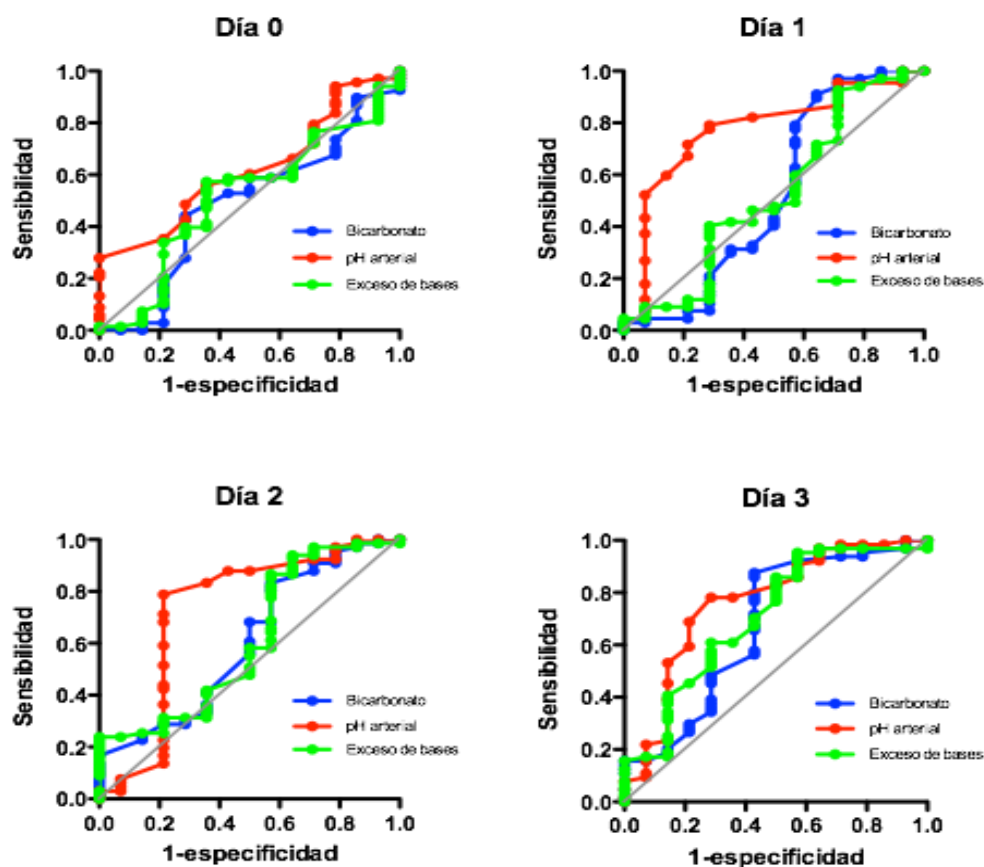 Día 0
Sensibilidad
1.0
0.8
0.6
0.4
0.2
0.0
Bicarbonato
pH arterial
Exceso de bases
0.0 0.2 0.4 0.6 0.8 1.0
1-especificidad
Día 1
Sensibilidad
1.0
0.8
0.6
0.4
0.2
0.0
Bicarbonato
pH arterial
Exceso de bases
0.0 0.2 0.4 0.6 0.8 1.0
1-especificidad
Día 2
Sensibilidad
1.0
0.8
0.6
0.4
0.2
0.0
Bicarbonato
pH arterial
Exceso de bases
0.0 0.2 0.4 0.6 0.8 1.0
1-especificidad
Día 3
Sensibilidad
1.0
0.8
0.6
0.4
0.2
0.0
Bicarbonato
pH arterial
Exceso de bases
0.0 0.2 0.4 0.6 0.8 1.0
1-especificidad